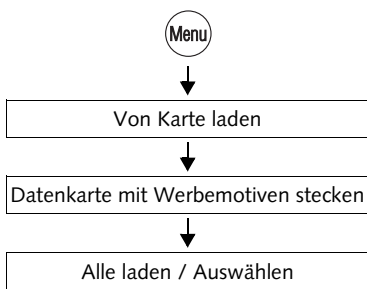 Menu
Von Karte laden
Datenkarte mit Werbemotiven stecken
Alle laden / Auswählen